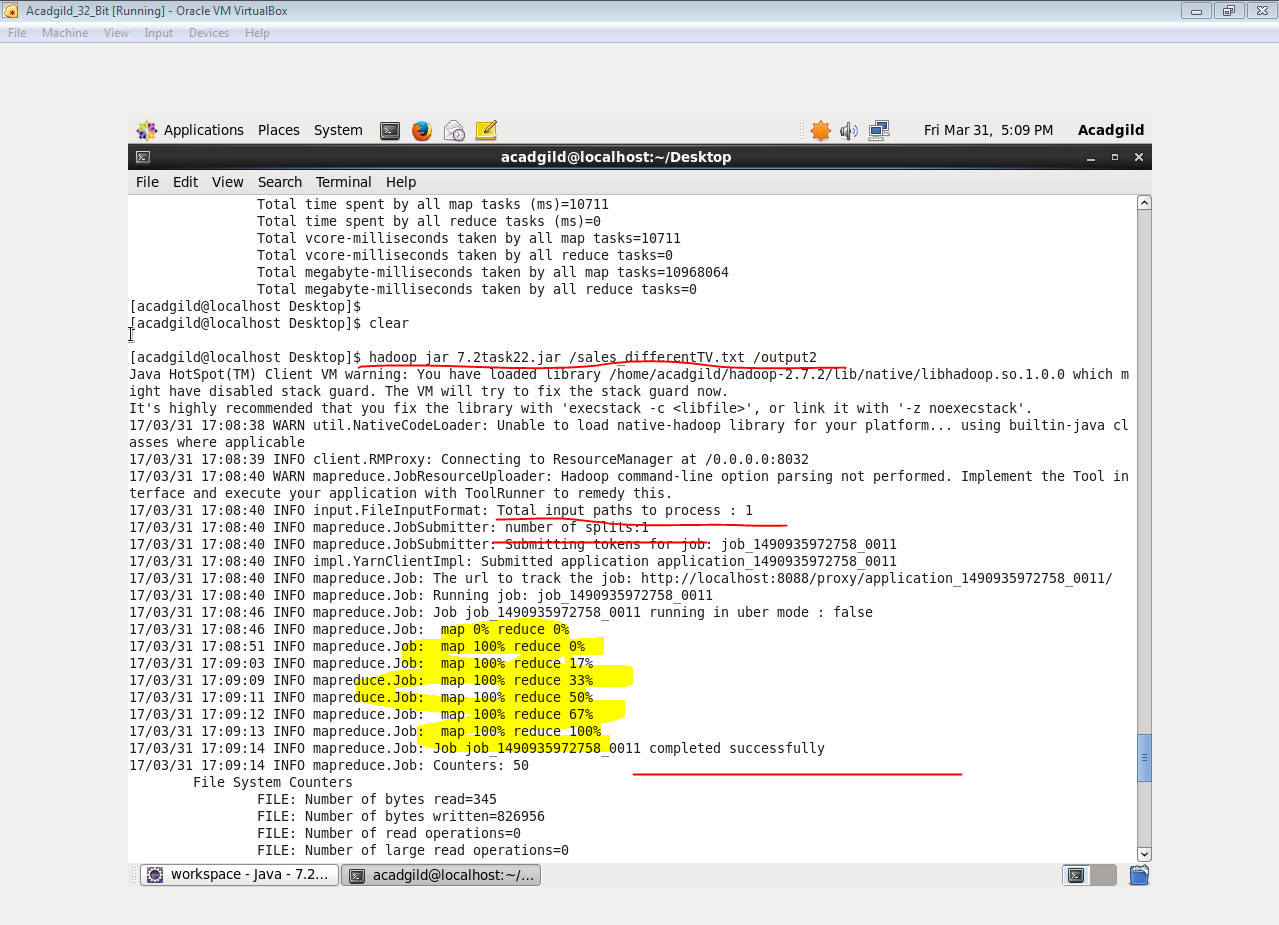 Acadgild_32_Bit [Running] - Oracle VM VirtualBox
File Machine View Input Devices Help
Applications Places System Fri Mar 31, 5:09 PM Acadgild
acadgild@localhost:~/Desktop
File Edit View Search Terminal Help
Total time spent by all map tasks (ms)=10711
Total time spent by all reduce tasks (ms)=0
Total vcore-milliseconds taken by all map tasks=10711
Total vcore-milliseconds taken by all reduce tasks=0
Total megabyte-milliseconds taken by all map tasks=10968064
Total megabyte-milliseconds taken by all reduce tasks=0
[acadgild@localhost Desktop]$
[acadgild@localhost Desktop]$ clear
[acadgild@localhost Desktop]$ hadoop jar 7.2task22.jar /sales_differentTV.txt /output2
Java HotSpot(TM) Client VM warning: You have loaded library /home/acadgild/hadoop-2.7.2/lib/native/libhadoop.so.1.0.0 which m
ight have disabled stack guard. The VM will try to fix the stack guard now.
It's highly recommended that you fix the library with 'execstack -c <libfile>', or link it with '-z noexecstack'.
17/03/31 17:08:38 WARN util.NativeCodeLoader: Unable to load native-hadoop library for your platform... using builtin-java cl
asses where applicable
17/03/31 17:08:39 INFO client.RMProxy: Connecting to ResourceManager at /0.0.0.0:8032
17/03/31 17:08:40 WARN mapreduce.JobResourceUploader: Hadoop command-line option parsing not performed. Implement the Tool in
terface and execute your application with ToolRunner to remedy this.
17/03/31 17:08:40 INFO input.FileInputFormat: Total input paths to process : 1
17/03/31 17:08:40 INFO mapreduce.JobSubmitter: number of splits:1
17/03/31 17:08:40 INFO mapreduce.JobSubmitter: Submitting tokens for job: job_1490935972758_0011
17/03/31 17:08:40 INFO impl.YarnClientImpl: Submitted application application_1490935972758_0011
17/03/31 17:08:40 INFO mapreduce.Job: The url to track the job: http://localhost:8088/proxy/application_1490935972758_0011/
17/03/31 17:08:40 INFO mapreduce.Job: Running job: job_1490935972758_0011
17/03/31 17:08:46 INFO mapreduce.Job: Job job_1490935972758_0011 running in uber mode : false
17/03/31 17:08:46 INFO mapreduce.Job:  map 0% reduce 0%
17/03/31 17:08:51 INFO mapreduce.Job:  map 100% reduce 0%
17/03/31 17:09:03 INFO mapreduce.Job:  map 100% reduce 17%
17/03/31 17:09:09 INFO mapreduce.Job:  map 100% reduce 33%
17/03/31 17:09:11 INFO mapreduce.Job:  map 100% reduce 50%
17/03/31 17:09:12 INFO mapreduce.Job:  map 100% reduce 67%
17/03/31 17:09:13 INFO mapreduce.Job:  map 100% reduce 100%
17/03/31 17:09:14 INFO mapreduce.Job: Job job_1490935972758_0011 completed successfully
17/03/31 17:09:14 INFO mapreduce.Job: Counters: 50
File System Counters
FILE: Number of bytes read=345
FILE: Number of bytes written=826956
FILE: Number of read operations=0
FILE: Number of large read operations=0
workspace - Java - 7.2... acadgild@localhost:~/...